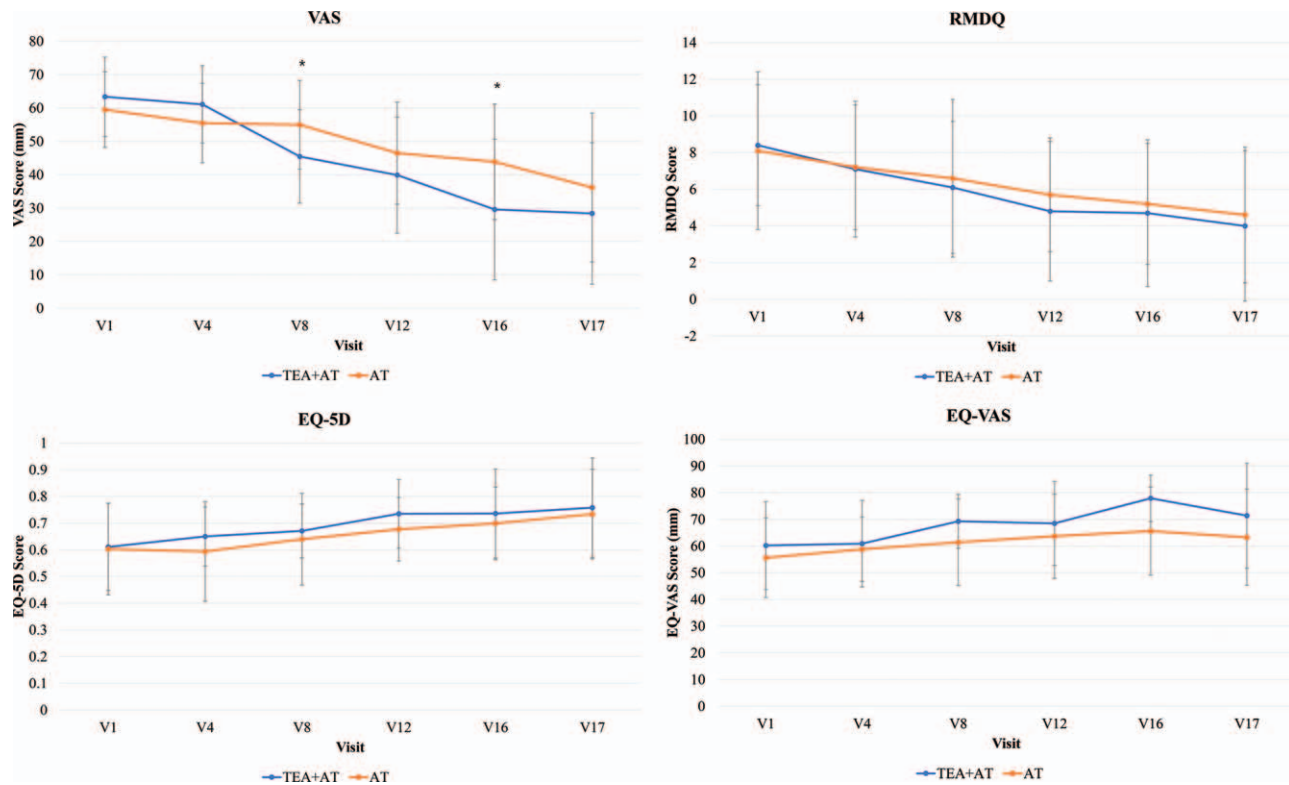 VAS
80
70
60
50
40
30
20
10
0
VAS Score (mm)
*
*
V1 V4 V8 V12 V16 V17
Visit
TEA+AT AT
RMDQ
14
12
10
8
6
4
2
0
-2
RMDQ Score
V1 V4 V8 V12 V16 V17
Visit
TEA+AT AT
EQ-5D
1
0.9
0.8
0.7
0.6
0.5
0.4
0.3
0.2
0.1
0
EQ-5D Score
V1 V4 V8 V12 V16 V17
Visit
TEA+AT AT
EQ-VAS
100
90
80
70
60
50
40
30
20
10
0
EQ-VAS Score (mm)
V1 V4 V8 V12 V16 V17
Visit
TEA+AT AT